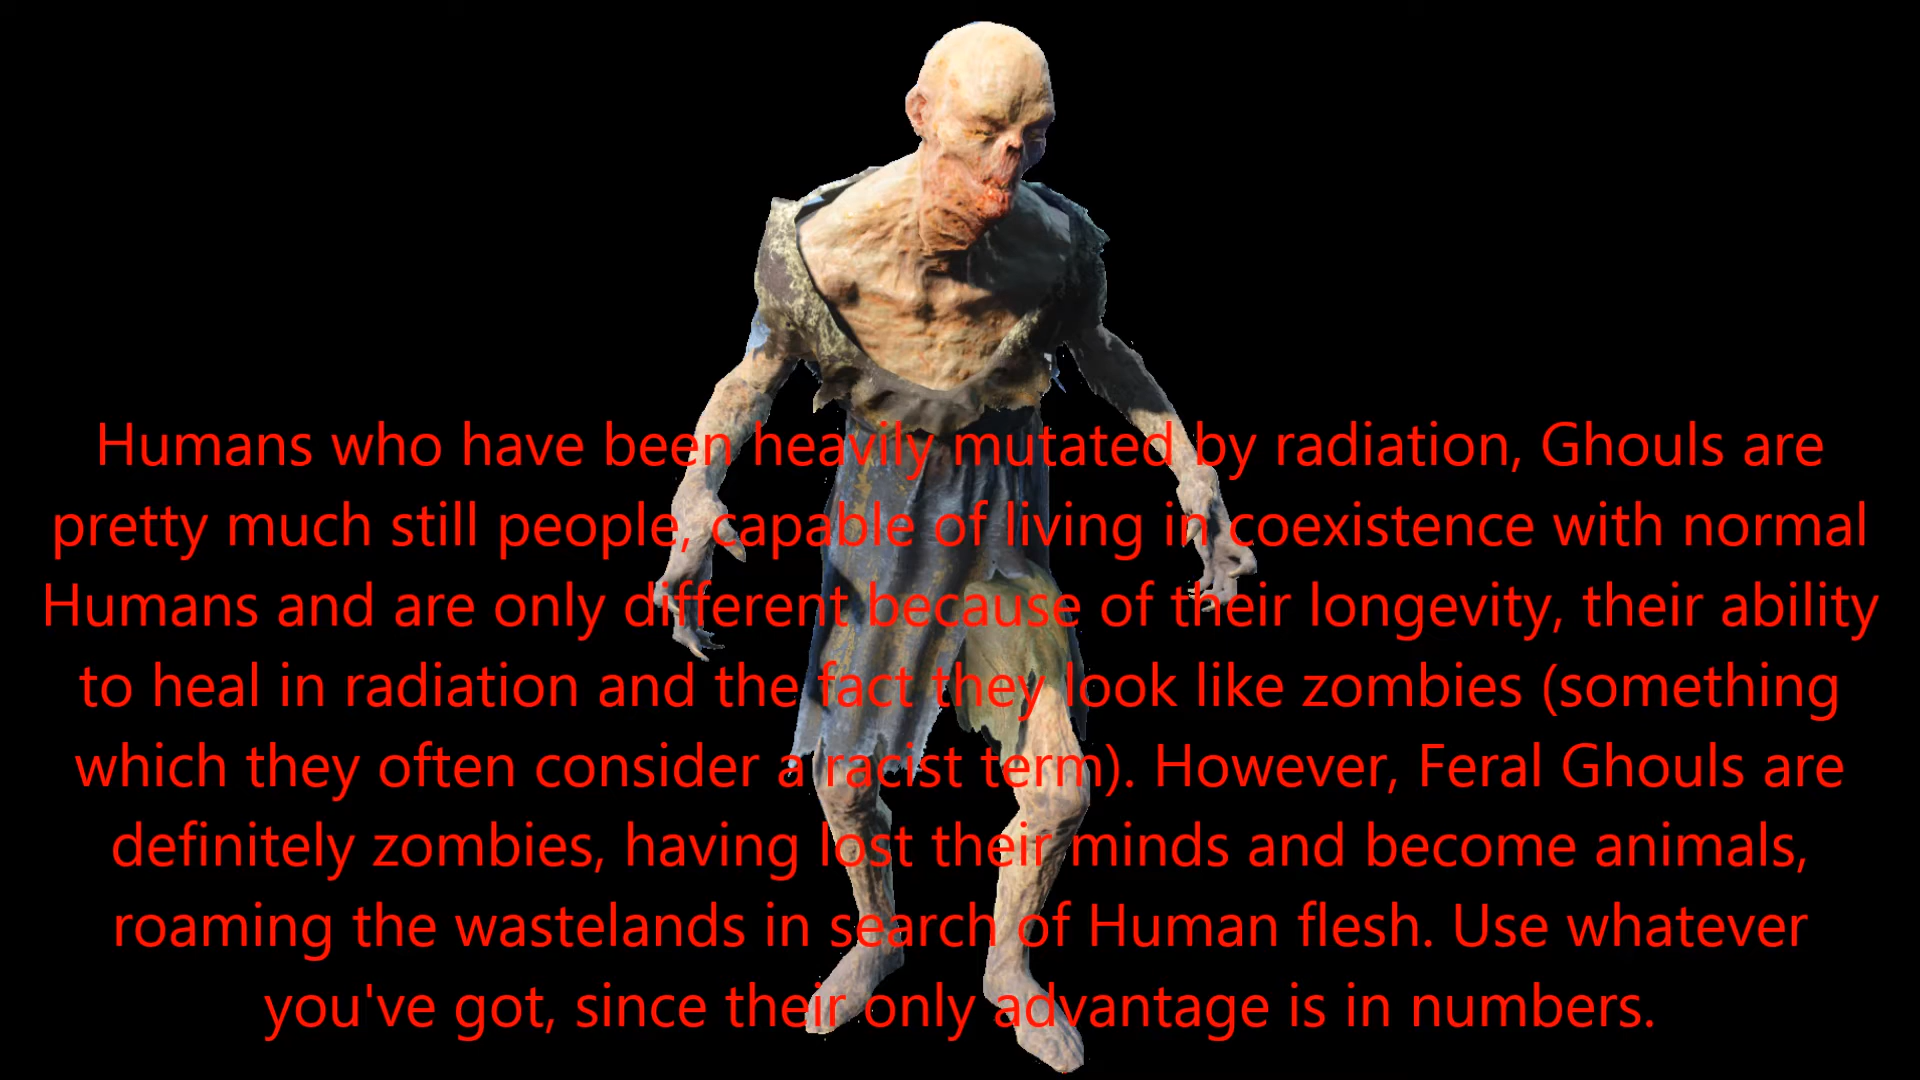 Humans who have been heavily mutated by radiation, Ghouls are
pretty much still people, capable of living in coexistence with normal
Humans and are only different because of their longevity, their ability
to heal in radiation and the fact they look like zombies (something
which they often consider a racist term). However, Feral Ghouls are
definitely zombies, having lost their minds and become animals,
roaming the wastelands in search of Human flesh. Use whatever
you've got, since their only advantage is in numbers.